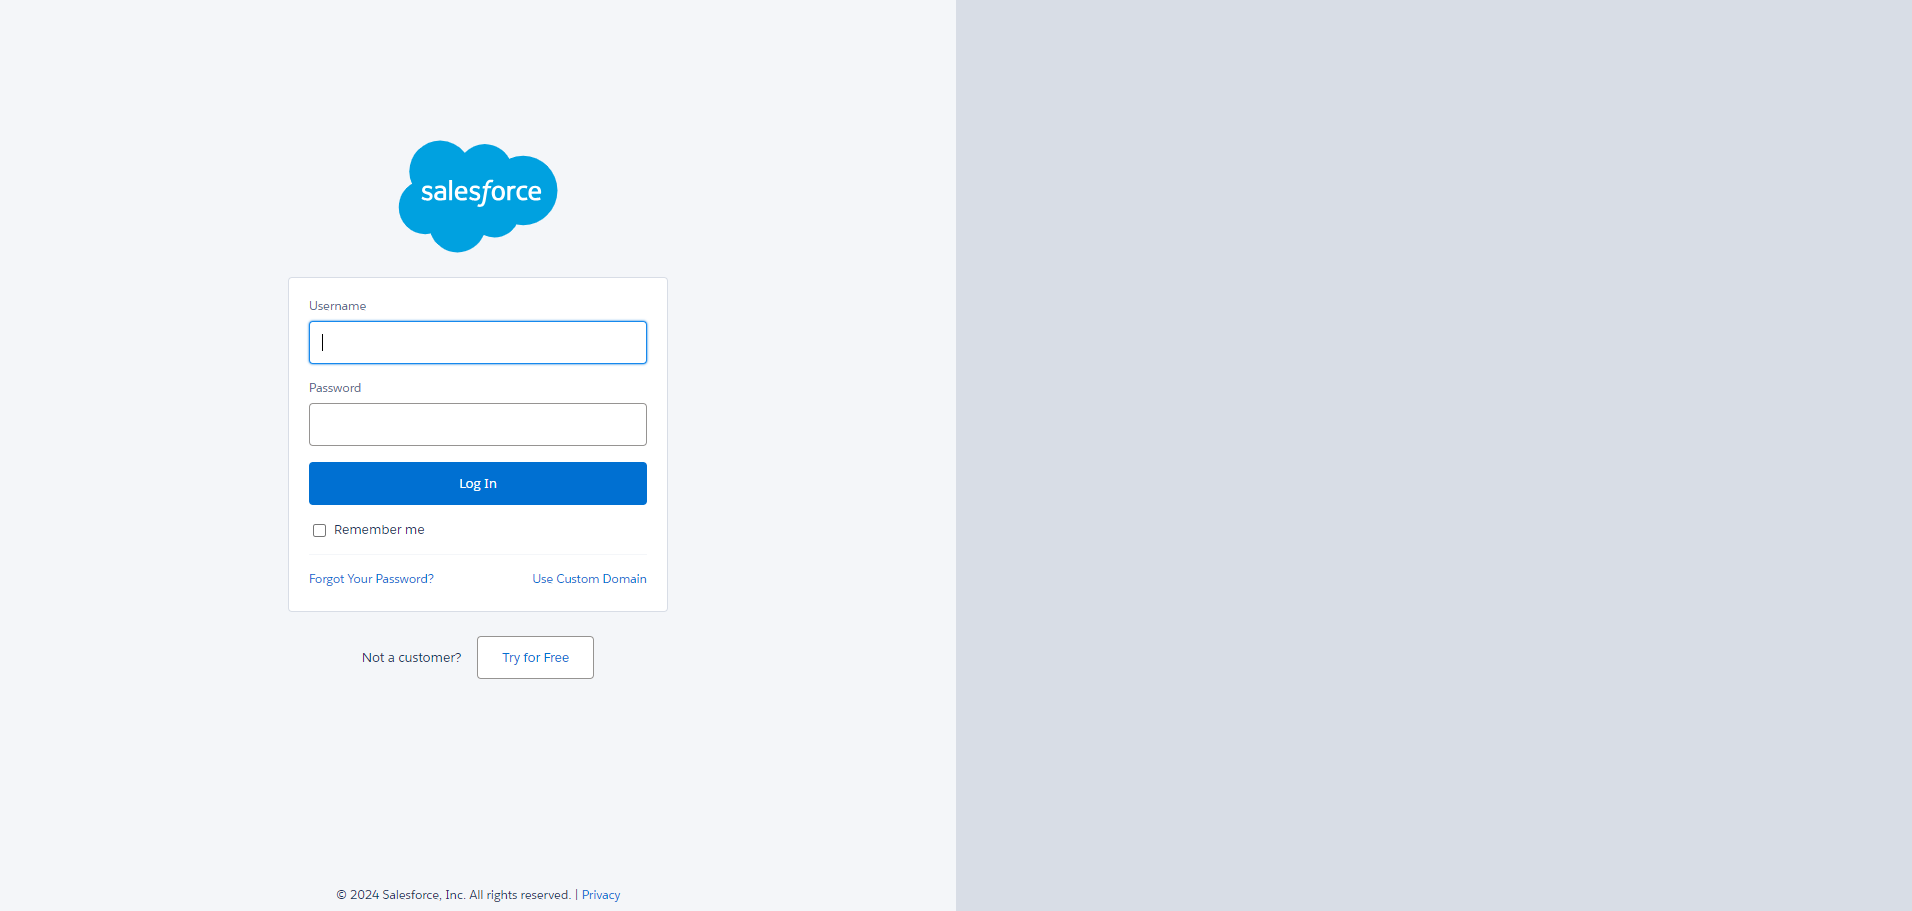 salesforce
Username
Password
Log In
Remember me
Forgot Your Password? Use Custom Domain
Not a customer? Try for Free
© 2024 Salesforce, Inc. All rights reserved. | Privacy